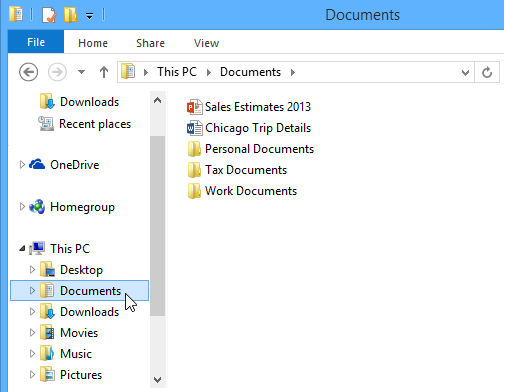 Documents
File Home Share View
This PC Documents
Downloads
Recent places
OneDrive
Homegroup
This PC
Desktop
Documents
Downloads
Movies
Music
Pictures
Sales Estimates 2013
Chicago Trip Details
Personal Documents
Tax Documents
Work Documents